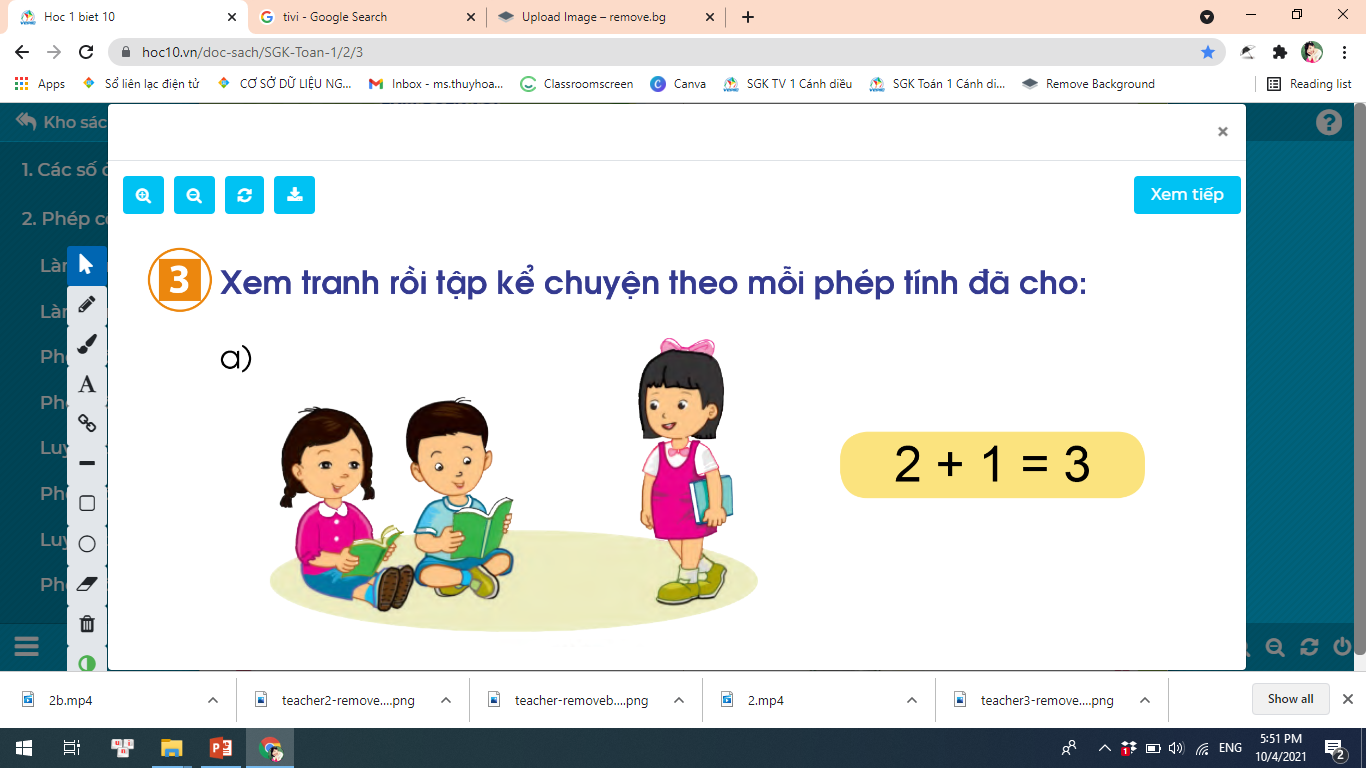 Hoc 1 biet 10
tivi - Google Search
Upload Image – remove.bg
hoc10.vn/doc-sach/SGK-Toan-1/2/3
Apps
Sổ liên lạc điện tử
CƠ SỞ DỮ LIỆU NG...
Inbox - ms.thuyhoa...
Classroomscreen
Canva
SGK TV 1 Cánh diều
SGK Toán 1 Cánh di...
Remove Background
Reading list
Kho sác
1. Các số
2. Phép c
Xem tiếp
3 Xem tranh rồi tập kể chuyện theo mỗi phép tính đã cho:
a)
2 + 1 = 3
A
2b.mp4
teacher2-remove....png
teacher-removeb....png
2.mp4
teacher3-remove....png
Show all
ENG
5:51 PM
10/4/2021
2